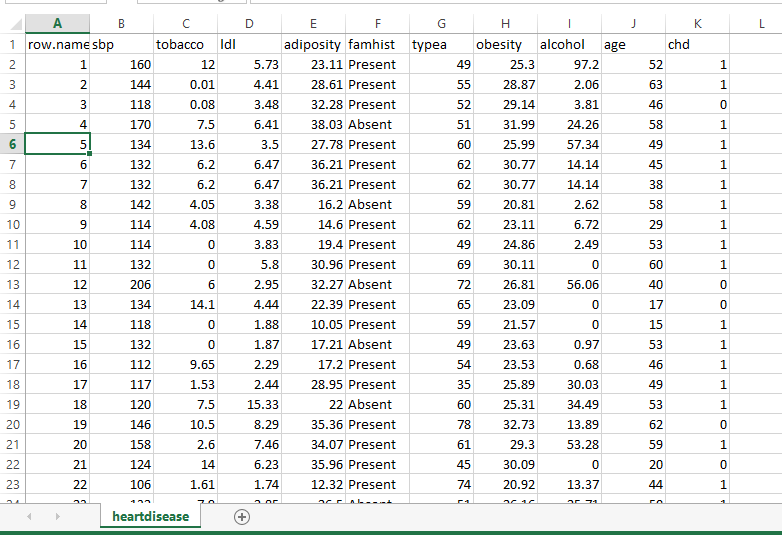 A B C D E F G H I J K L
1 row.name sbp tobacco ldl adiposity famhist typea obesity alcohol age chd
2 1 160 12 5.73 23.11 Present 49 25.3 97.2 52 1
3 2 144 0.01 4.41 28.61 Present 55 28.87 2.06 63 1
4 3 118 0.08 3.48 32.28 Present 52 29.14 3.81 46 0
5 4 170 7.5 6.41 38.03 Absent 51 31.99 24.26 58 1
6 5 134 13.6 3.5 27.78 Present 60 25.99 57.34 49 1
7 6 132 6.2 6.47 36.21 Present 62 30.77 14.14 45 1
8 7 132 6.2 6.47 36.21 Present 62 30.77 14.14 38 1
9 8 142 4.05 3.38 16.2 Absent 59 20.81 2.62 58 1
10 9 114 4.08 4.59 14.6 Present 62 23.11 6.72 29 1
11 10 114 0 3.83 19.4 Present 49 24.86 2.49 53 1
12 11 132 0 5.8 30.96 Present 69 30.11 0 60 1
13 12 206 6 2.95 32.27 Absent 72 26.81 56.06 40 0
14 13 134 14.1 4.44 22.39 Present 65 23.09 0 17 0
15 14 118 0 1.88 10.05 Present 59 21.57 0 15 1
16 15 132 0 1.87 17.21 Absent 49 23.63 0.97 53 1
17 16 112 9.65 2.29 17.2 Present 54 23.53 0.68 46 1
18 17 117 1.53 2.44 28.95 Present 35 25.89 30.03 49 1
19 18 120 7.5 15.33 22 Absent 60 25.31 34.49 53 1
20 19 146 10.5 8.29 35.36 Present 78 32.73 13.89 62 0
21 20 158 2.6 7.46 34.07 Present 61 29.3 53.28 59 1
22 21 124 14 6.23 35.96 Present 45 30.09 0 20 0
23 22 106 1.61 1.74 12.32 Present 74 20.92 13.37 44 1
heartdisease